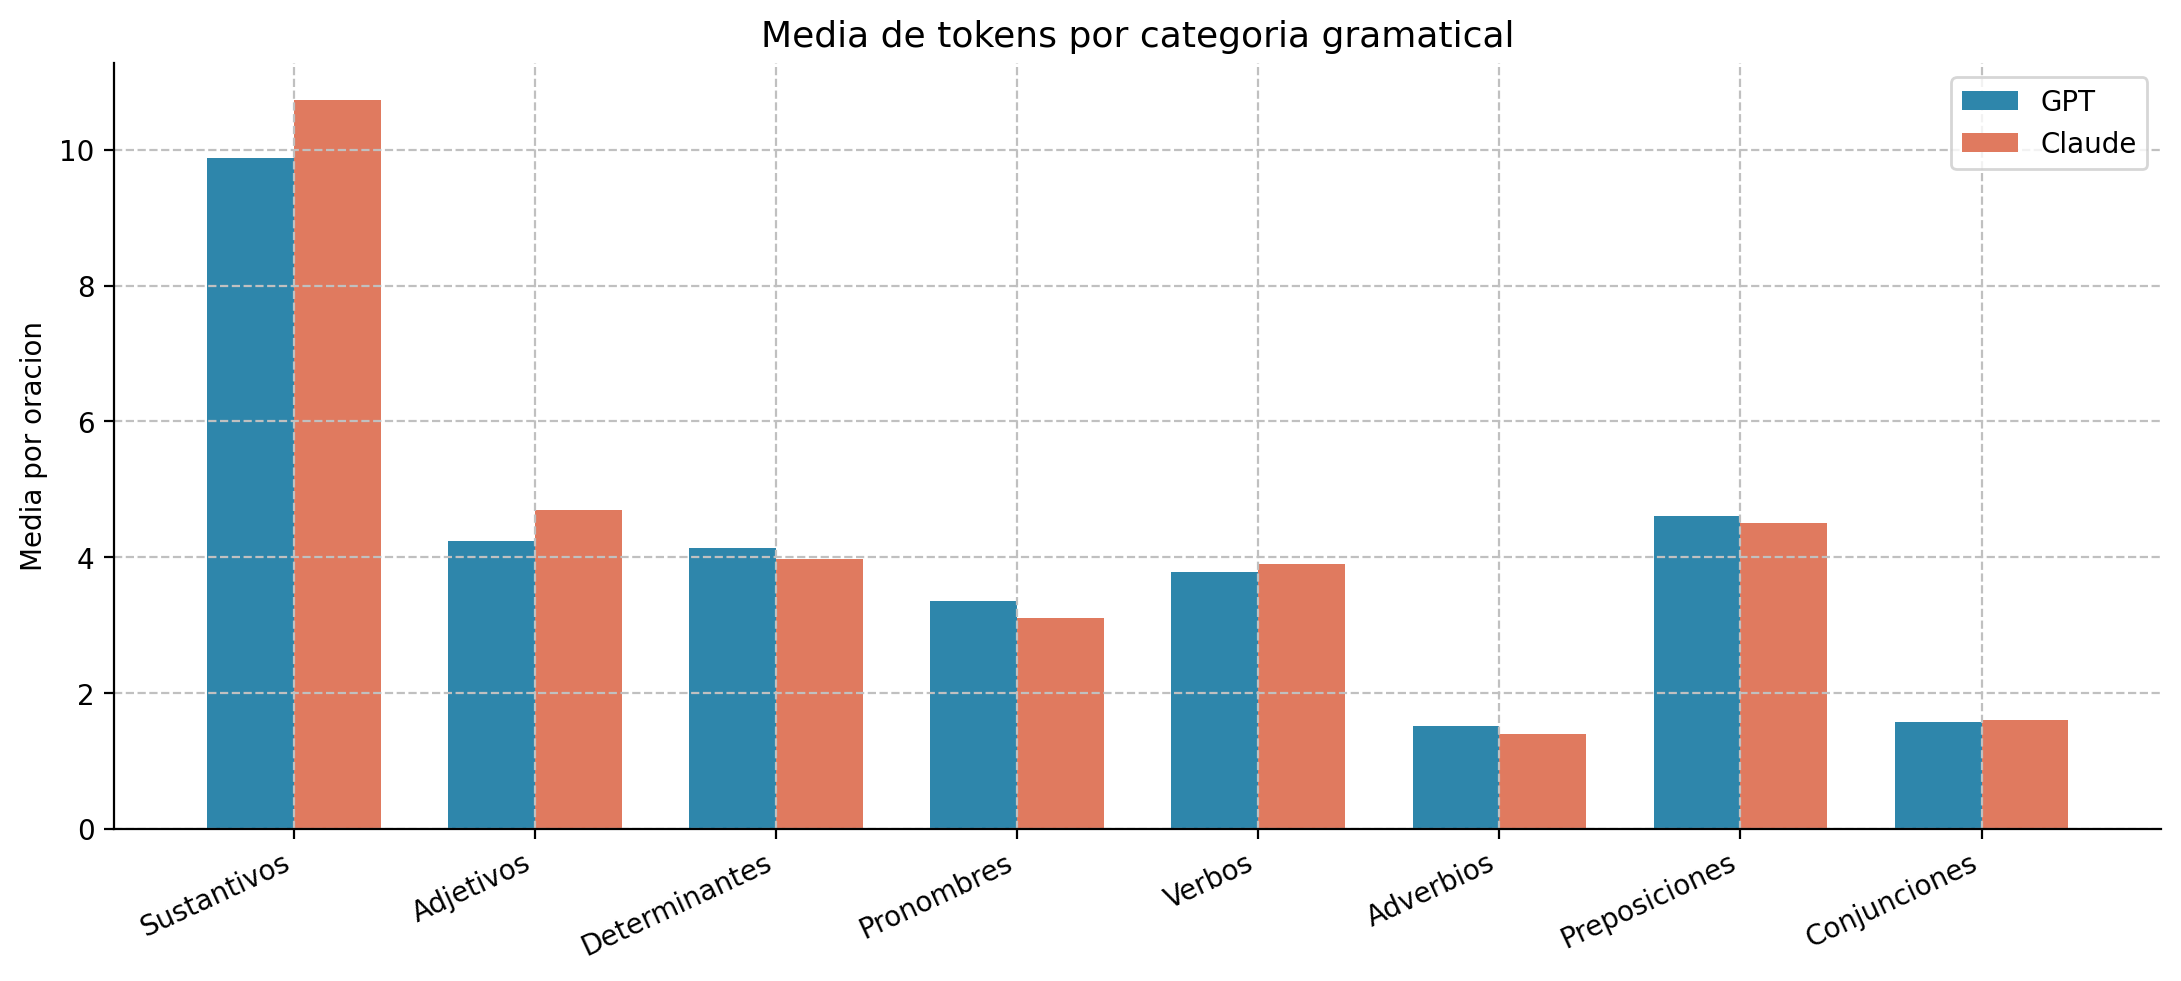 Media de tokens por categoria gramatical
GPT
Claude
Media por oracion
10
8
6
4
2
0
Sustantivos
Adjetivos
Determinantes
Pronombres
Verbos
Adverbios
Preposiciones
Conjunciones